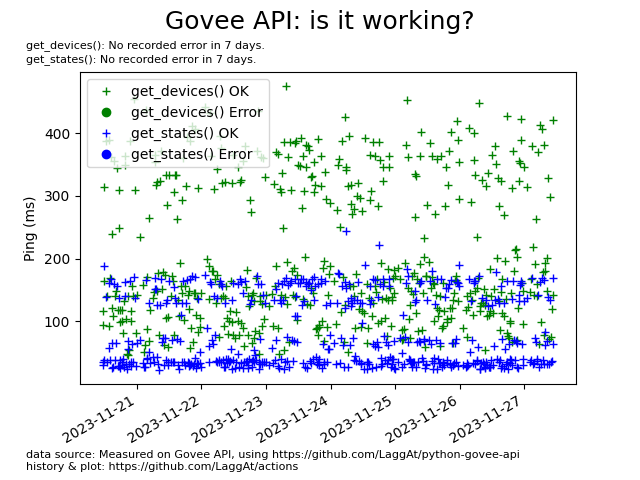 Govee API: is it working?
get_devices(): No recorded error in 7 days.
get_states(): No recorded error in 7 days.
get_devices() OK
get_devices() Error
get_states() OK
get_states() Error
400
300
200
100
Ping (ms)
2023-11-21
2023-11-22
2023-11-23
2023-11-24
2023-11-25
2023-11-26
2023-11-27
data source: Measured on Govee API, using https://github.com/LaggAt/python-govee-api
history & plot: https://github.com/LaggAt/actions